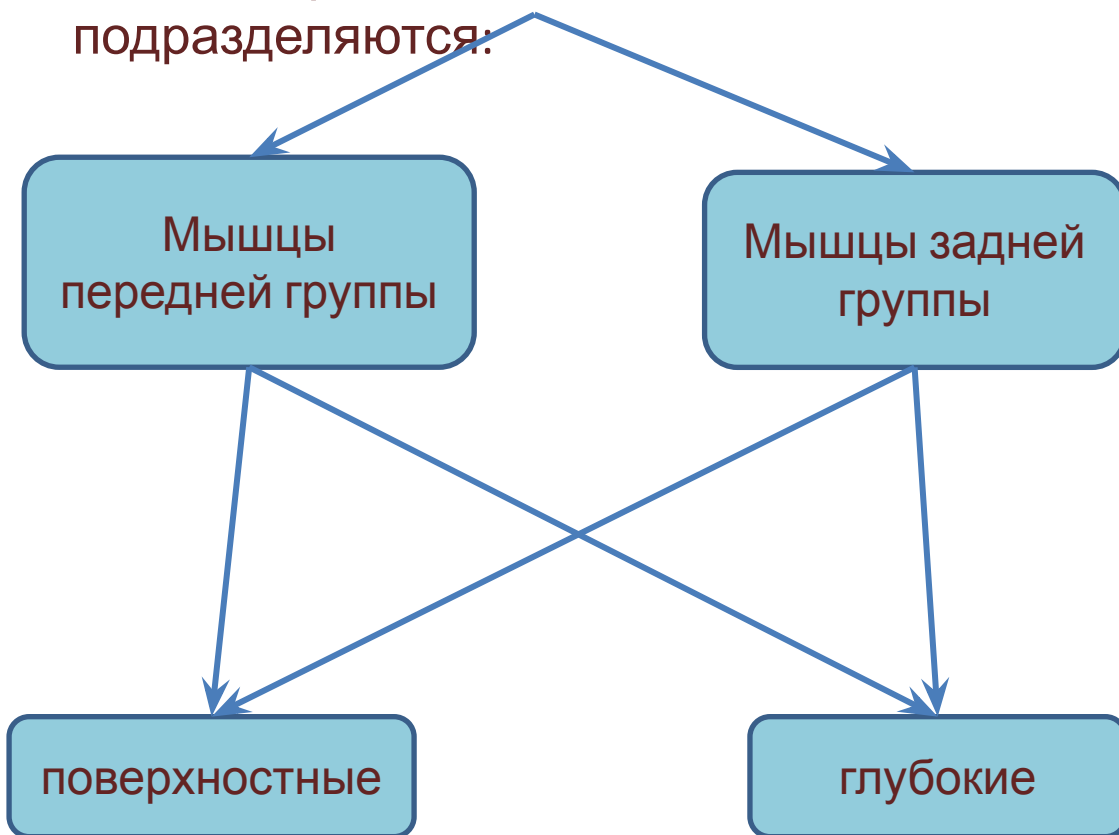 подразделяются:
Мышцы
передней группы
Мышцы задней
группы
поверхностные
глубокие